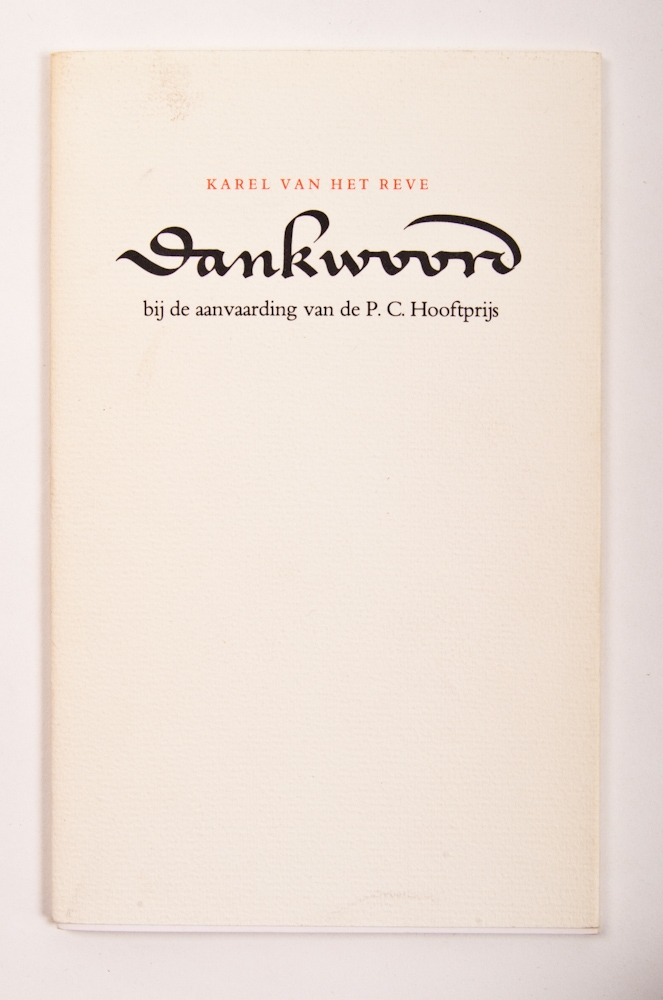 KAREL VAN HET REVE
Dankwoord
bij de aanvaarding van de P. C. Hooftprijs